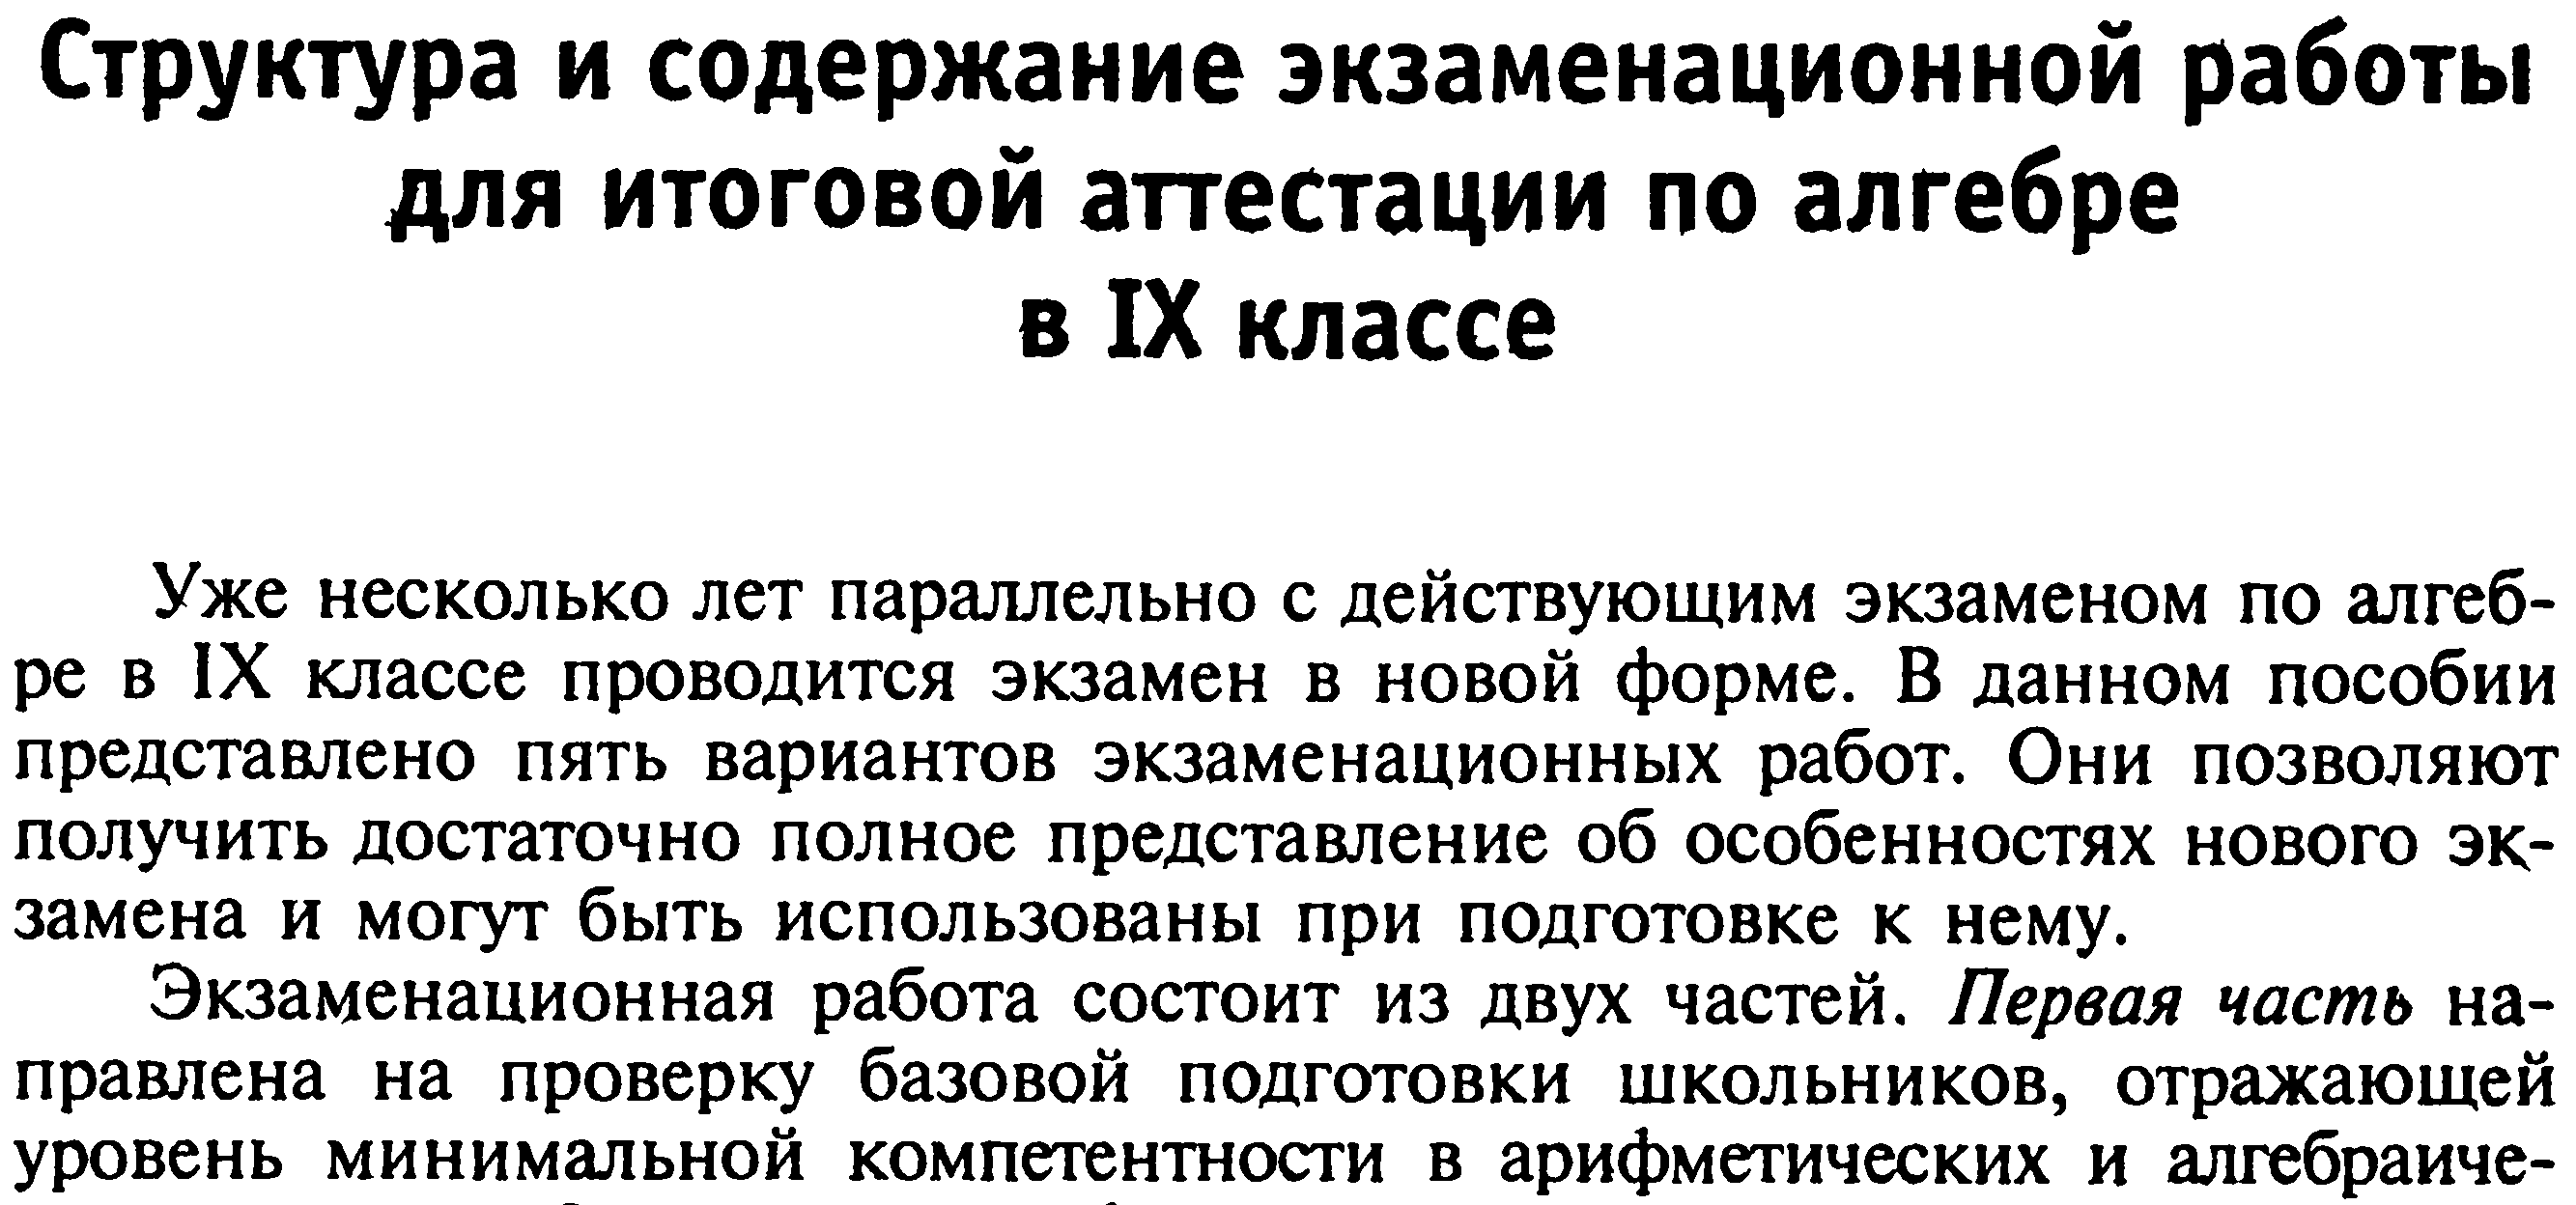 Структура и содержание экзаменационной работы
для итоговой аттестации по алгебре
в IX классе
Уже несколько лет параллельно с действующим экзаменом по алгеб-
ре в IX классе проводится экзамен в новой форме. В данном пособии
представлено пять вариантов экзаменационных работ. Они позволяют
получить достаточно полное представление об особенностях нового эк-
замена и могут быть использованы при подготовке к нему.
Экзаменационная работа состоит из двух частей. Первая часть на-
правлена на проверку базовой подготовки школьников, отражающей
уровень минимальной компетентности в арифметических и алгебраиче-